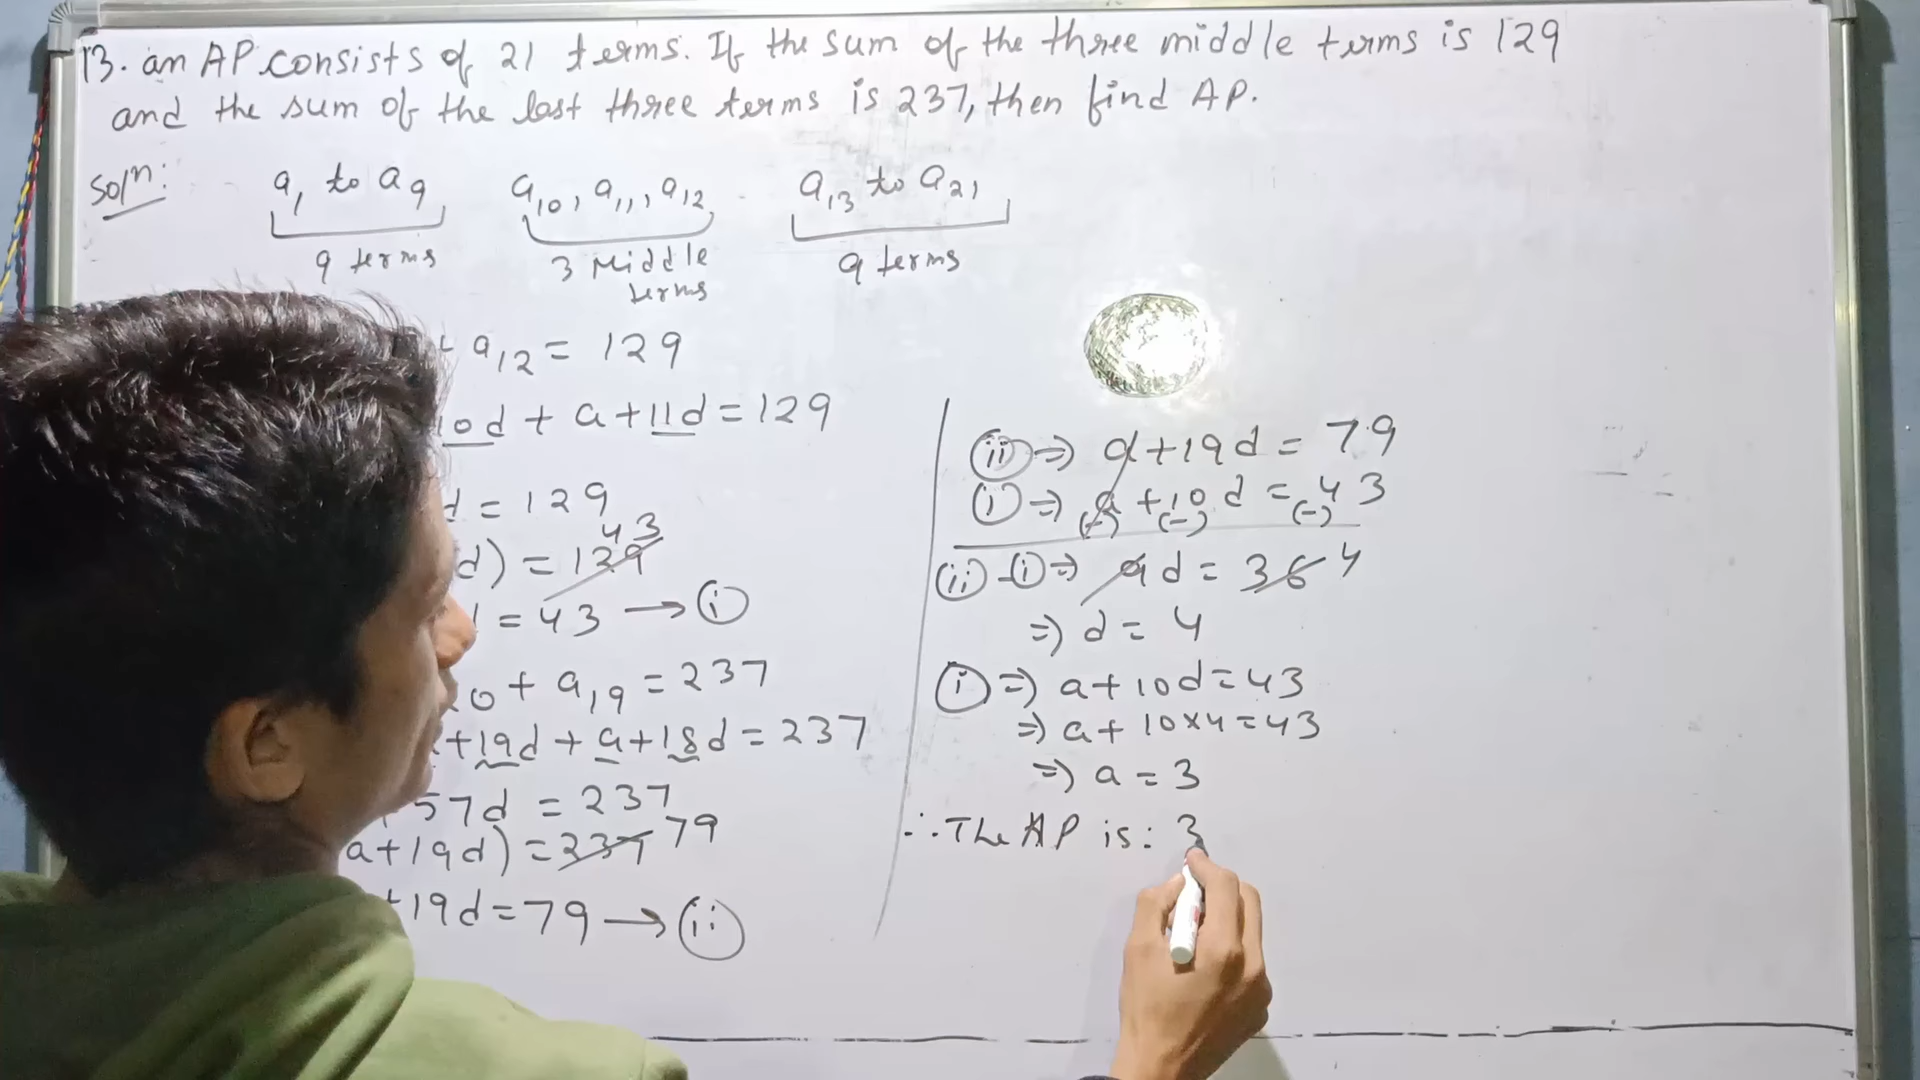 13. an AP consists of 21 terms. If the sum of the three middle terms is 129
and the sum of the last three terms is 237, then find AP.
Solⁿ:
a₁ to a₉
9 terms
a₁₀, a₁₁, a₁₂
3 Middle
terms
a₁₃ to a₂₁
9 terms
+ a₁₂ = 129
10d + a + 11d = 129
d = 129
d) = 129 43
= 43 → (i)
0 + a₁₉ = 237
+19d + a + 18d = 237
57d = 237
a+19d) = 237 79
+19d = 79 → (ii)
(ii) ⇒ a + 19d = 79
(i) ⇒ a + 10d = 43
(-) (-) (-)
(ii) - (i) ⇒ 9d = 36 4
⇒ d = 4
(i) ⇒ a + 10d = 43
⇒ a + 10×4 = 43
⇒ a = 3
∴ The AP is: 3